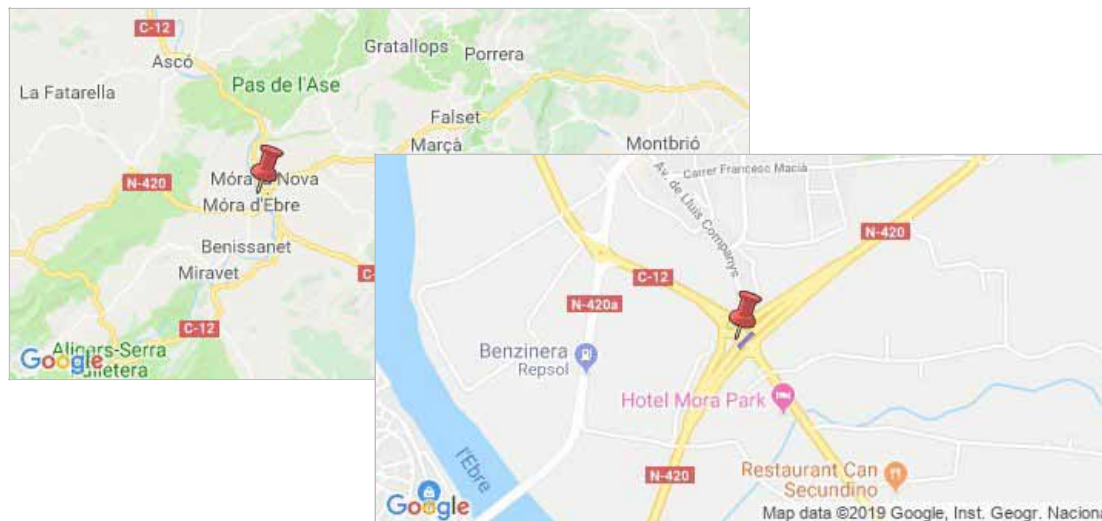 C-12
Ascó
Gratallops
Porrera
La Fatarella
Pas de l'Ase
Falset
Marçà
Montbrió
N-420
Móra la Nova
Móra d'Ebre
Benissanet
Miravet
C-12
Google
Carrer Francesc Macià
Av. de Lluís Companys
N-420
C-12
N-420a
Benzinera
Repsol
Hotel Mora Park
l'Ebre
N-420
Restaurant Can
Secundino
Google
Map data ©2019 Google, Inst. Geogr. Naciona